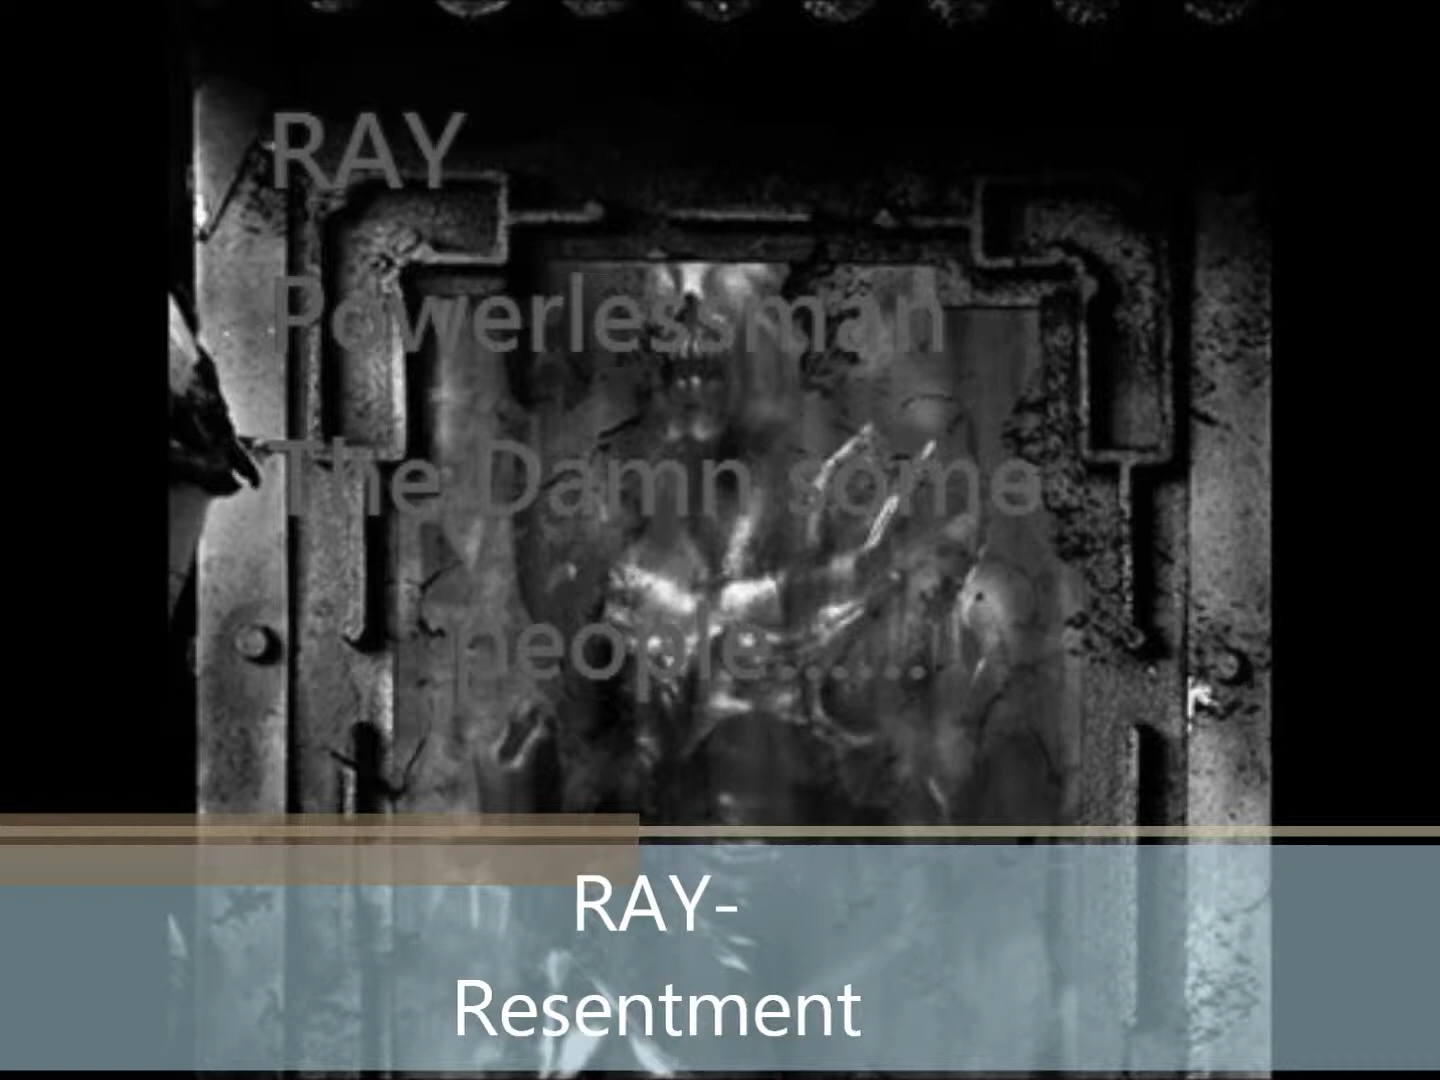 RAY
Powerlessman
The Damn some
people.......
RAY-
Resentment